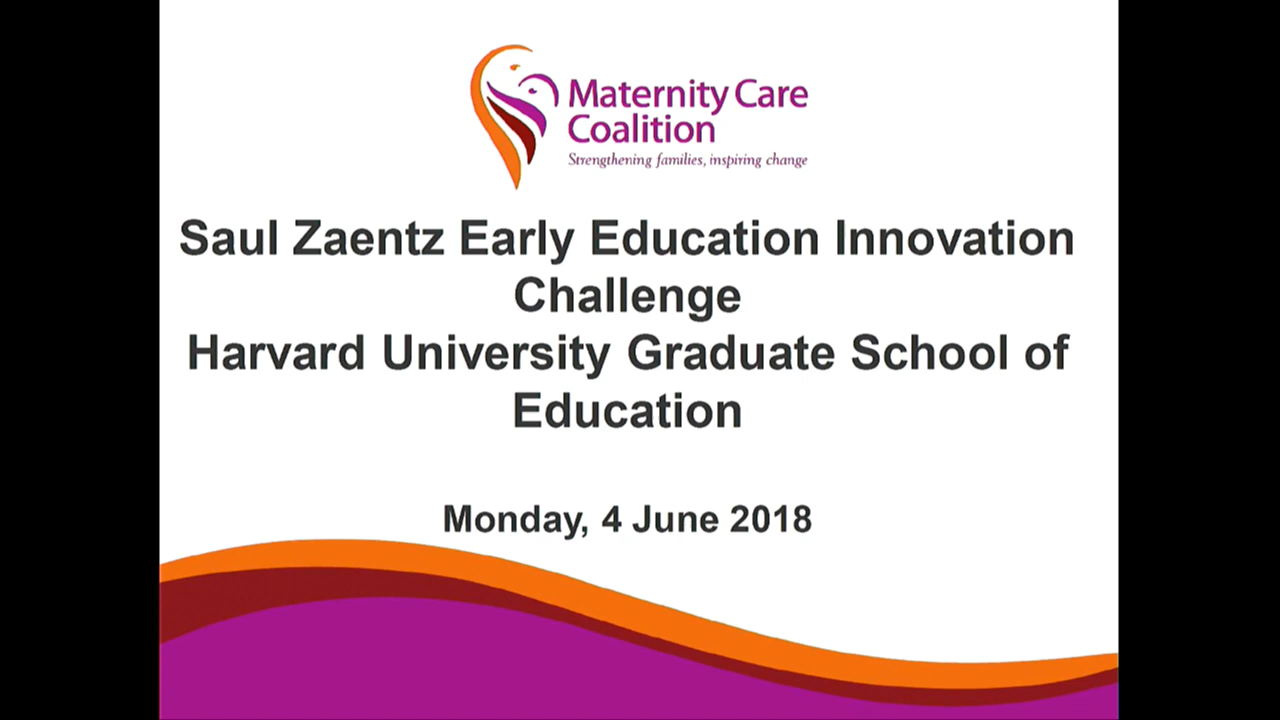 Maternity Care
Coalition
Strengthening families, inspiring change
Saul Zaentz Early Education Innovation
Challenge
Harvard University Graduate School of
Education
Monday, 4 June 2018